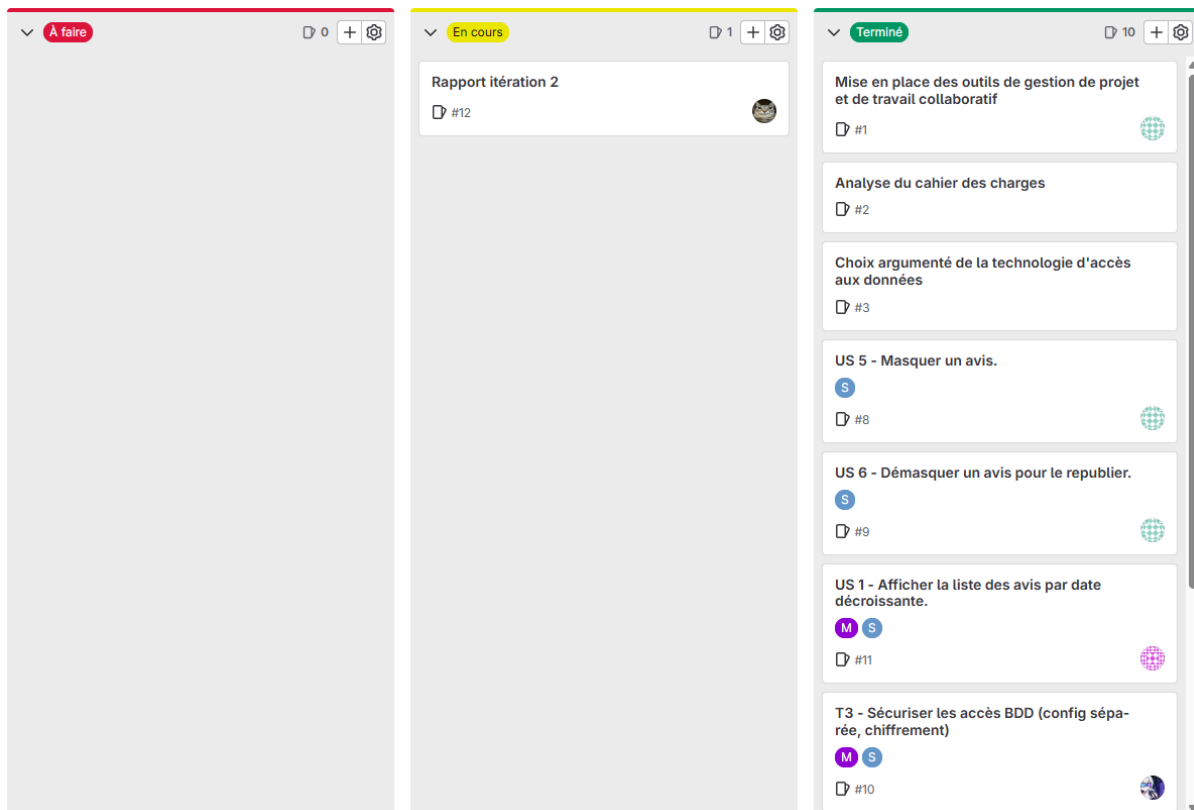 À faire
0
En cours
1
Terminé
10
Rapport itération 2
#12
Mise en place des outils de gestion de projet
et de travail collaboratif
#1
Analyse du cahier des charges
#2
Choix argumenté de la technologie d'accès
aux données
#3
US 5 - Masquer un avis.
S
#8
US 6 - Démasquer un avis pour le republier.
S
#9
US 1 - Afficher la liste des avis par date
décroissante.
M S
#11
T3 - Sécuriser les accès BDD (config sépa-
rée, chiffrement)
M S
#10